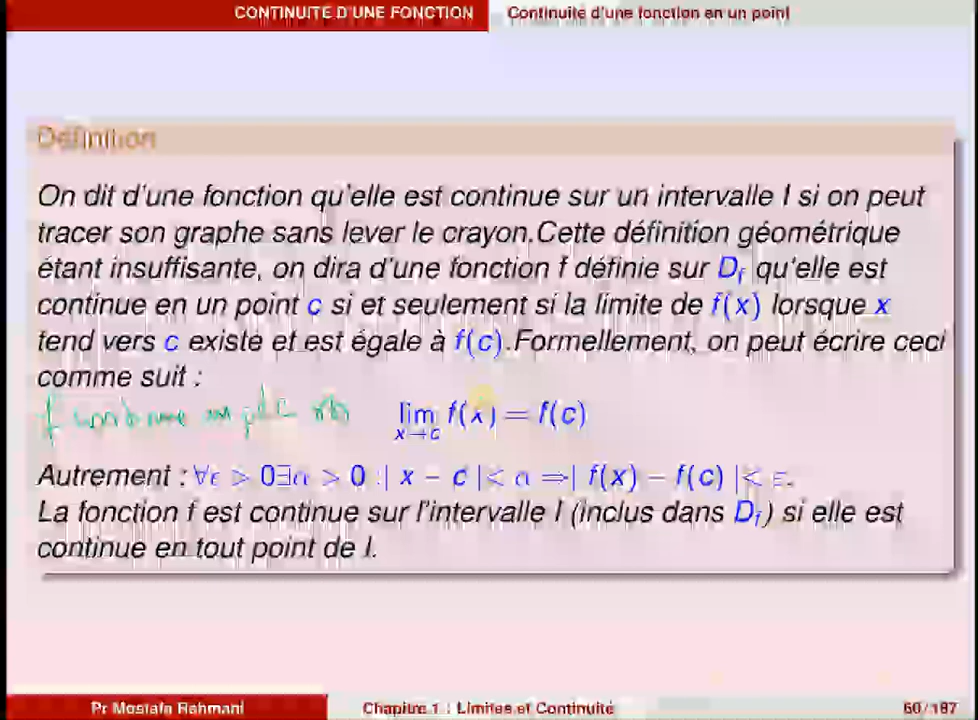 CONTINUITE D'UNE FONCTION Continuité d'une fonction en un point
Définition
On dit d'une fonction qu'elle est continue sur un intervalle I si on peut
tracer son graphe sans lever le crayon.Cette définition géométrique
étant insuffisante, on dira d'une fonction f définie sur D_f qu'elle est
continue en un point c si et seulement si la limite de f(x) lorsque x
tend vers c existe et est égale à f(c).Formellement, on peut écrire ceci
comme suit :
f lim x→c f(x) = f(c)
Autrement : ∀ε > 0∃α > 0 :| x − c |< α ⇒| f(x) − f(c) |< ε.
La fonction f est continue sur l'intervalle I (inclus dans D_f) si elle est
continue en tout point de I.
Pr Mostafa Rahmani Chapitre 1 : Limites et Continuité 60/187